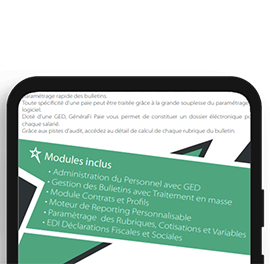 Paramétrage rapide des bulletins.
Toute spécificité d'une paie peut être traitée grâce à la grande souplesse du paramétrage
logiciel.
Doté d'une GED, GénéraFi Paie vous permet de constituer un dossier électronique po
chaque salarié.
Grâce aux pistes d'audit, accédez au détail de calcul de chaque rubrique du bulletin.
Modules inclus
• Administration du Personnel avec GED
• Gestion des Bulletins avec Traitement en masse
• Module Contrats et Profils
• Moteur de Reporting Personnalisable
• Paramétrage des Rubriques, Cotisations et Variables
• EDI Déclarations Fiscales et Sociales